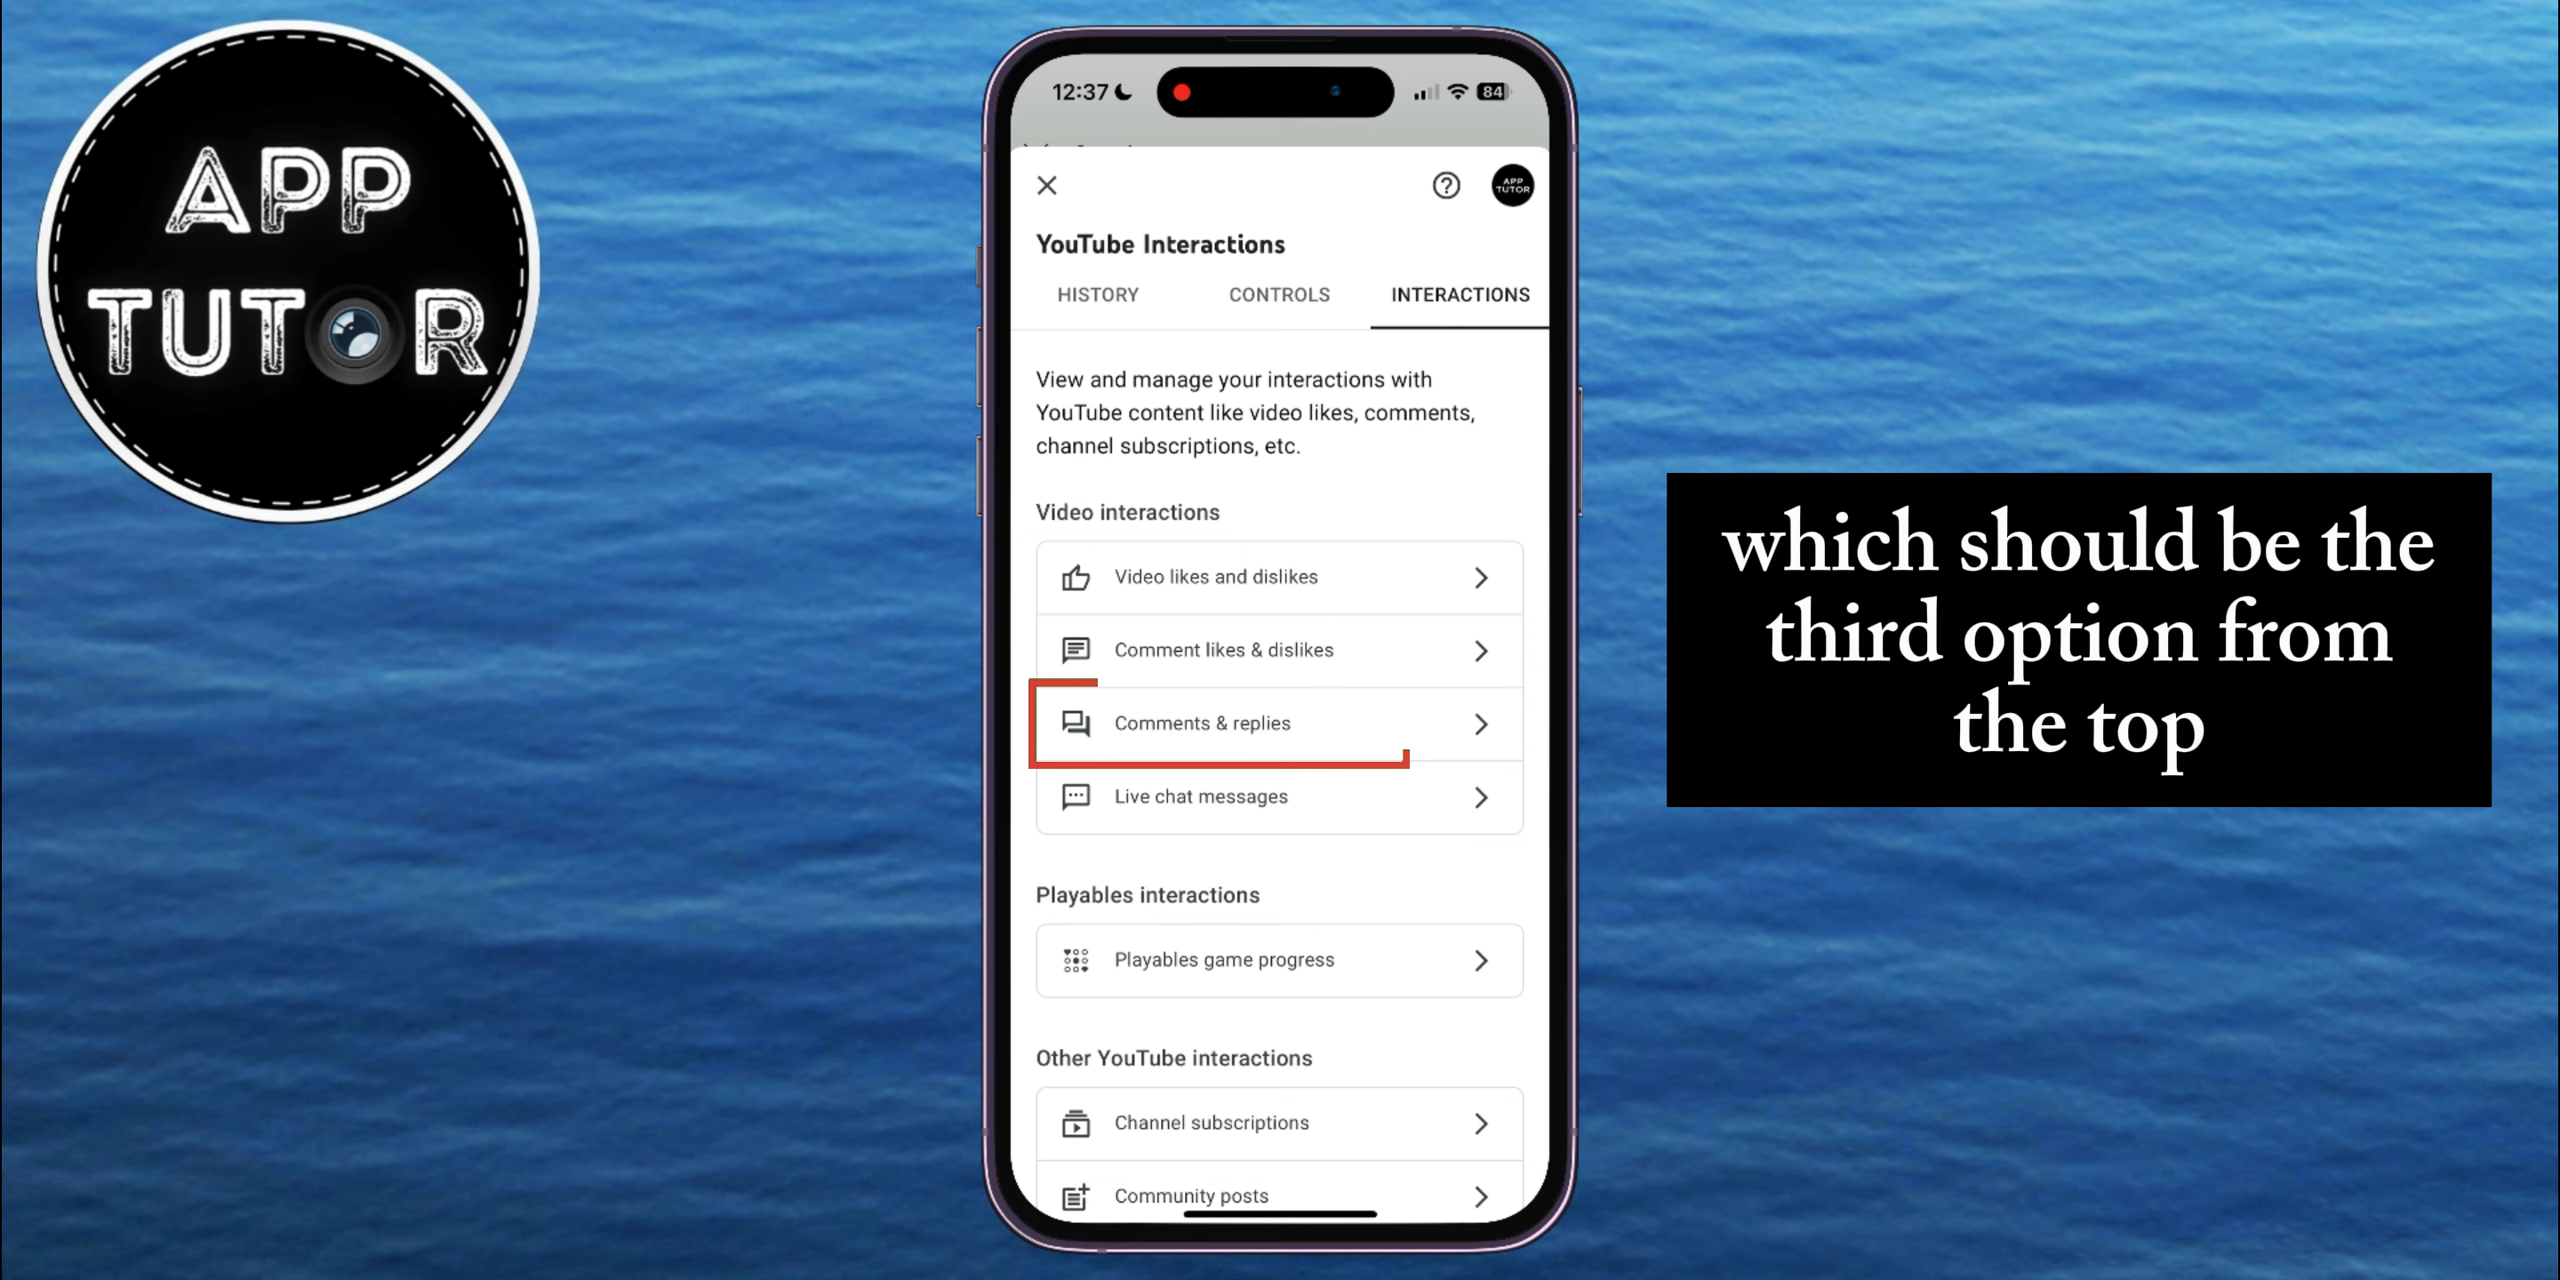 APP
TUTOR
12:37
84
APP
TUTOR
YouTube Interactions
HISTORY CONTROLS INTERACTIONS
View and manage your interactions with
YouTube content like video likes, comments,
channel subscriptions, etc.
Video interactions
Video likes and dislikes
Comment likes & dislikes
Comments & replies
Live chat messages
Playables interactions
Playables game progress
Other YouTube interactions
Channel subscriptions
Community posts
which should be the
third option from
the top